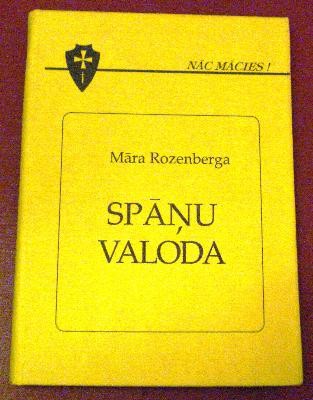 NĀC MĀCIES !
Māra Rozenberga
SPĀŅU
VALODA